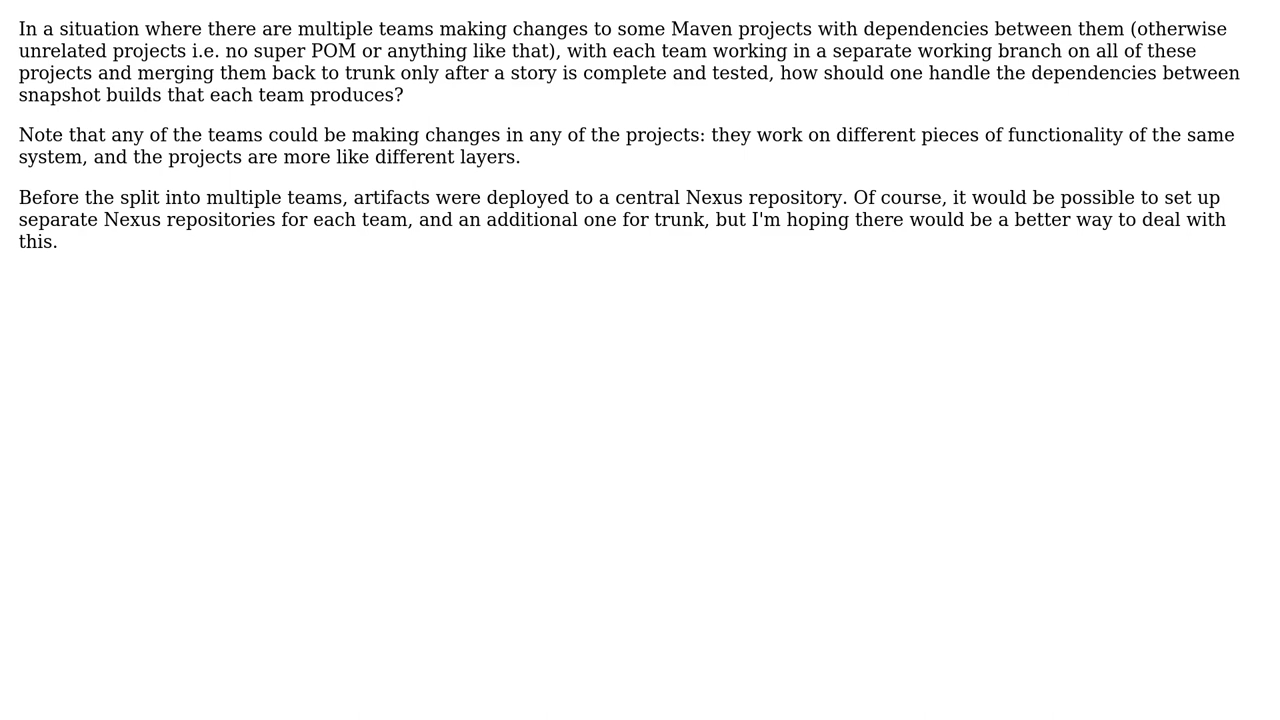 In a situation where there are multiple teams making changes to some Maven projects with dependencies between them (otherwise
unrelated projects i.e. no super POM or anything like that), with each team working in a separate working branch on all of these
projects and merging them back to trunk only after a story is complete and tested, how should one handle the dependencies between
snapshot builds that each team produces?
Note that any of the teams could be making changes in any of the projects: they work on different pieces of functionality of the same
system, and the projects are more like different layers.
Before the split into multiple teams, artifacts were deployed to a central Nexus repository. Of course, it would be possible to set up
separate Nexus repositories for each team, and an additional one for trunk, but I'm hoping there would be a better way to deal with
this.